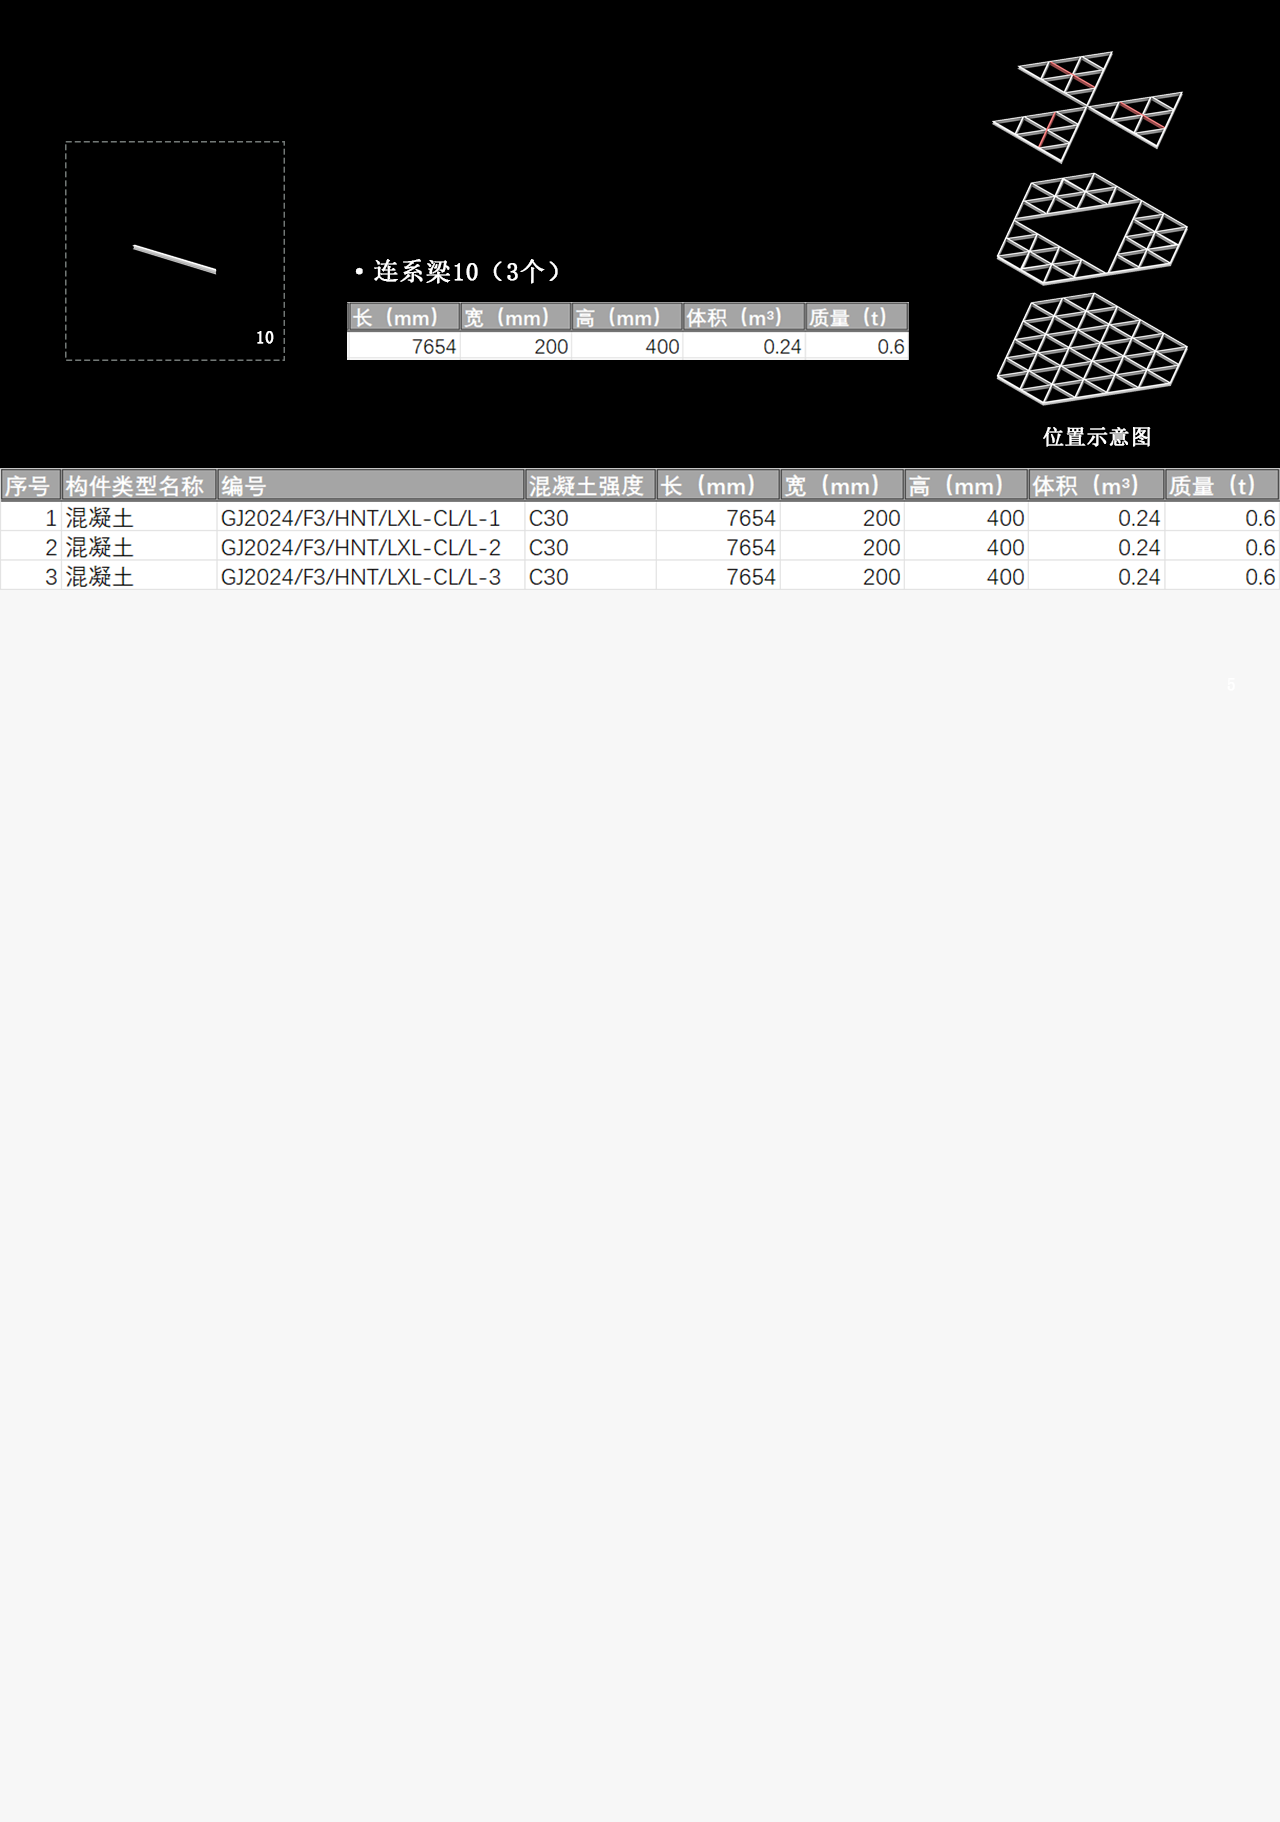 10
• 连系梁10（3个）
长（mm） 宽（mm） 高（mm） 体积（m³） 质量（t）
7654 200 400 0.24 0.6
位置示意图
序号 构件类型名称 编号 混凝土强度 长（mm） 宽（mm） 高（mm） 体积（m³） 质量（t）
1 混凝土 GJ2024/F3/HNT/LXL-CL/L-1 C30 7654 200 400 0.24 0.6
2 混凝土 GJ2024/F3/HNT/LXL-CL/L-2 C30 7654 200 400 0.24 0.6
3 混凝土 GJ2024/F3/HNT/LXL-CL/L-3 C30 7654 200 400 0.24 0.6